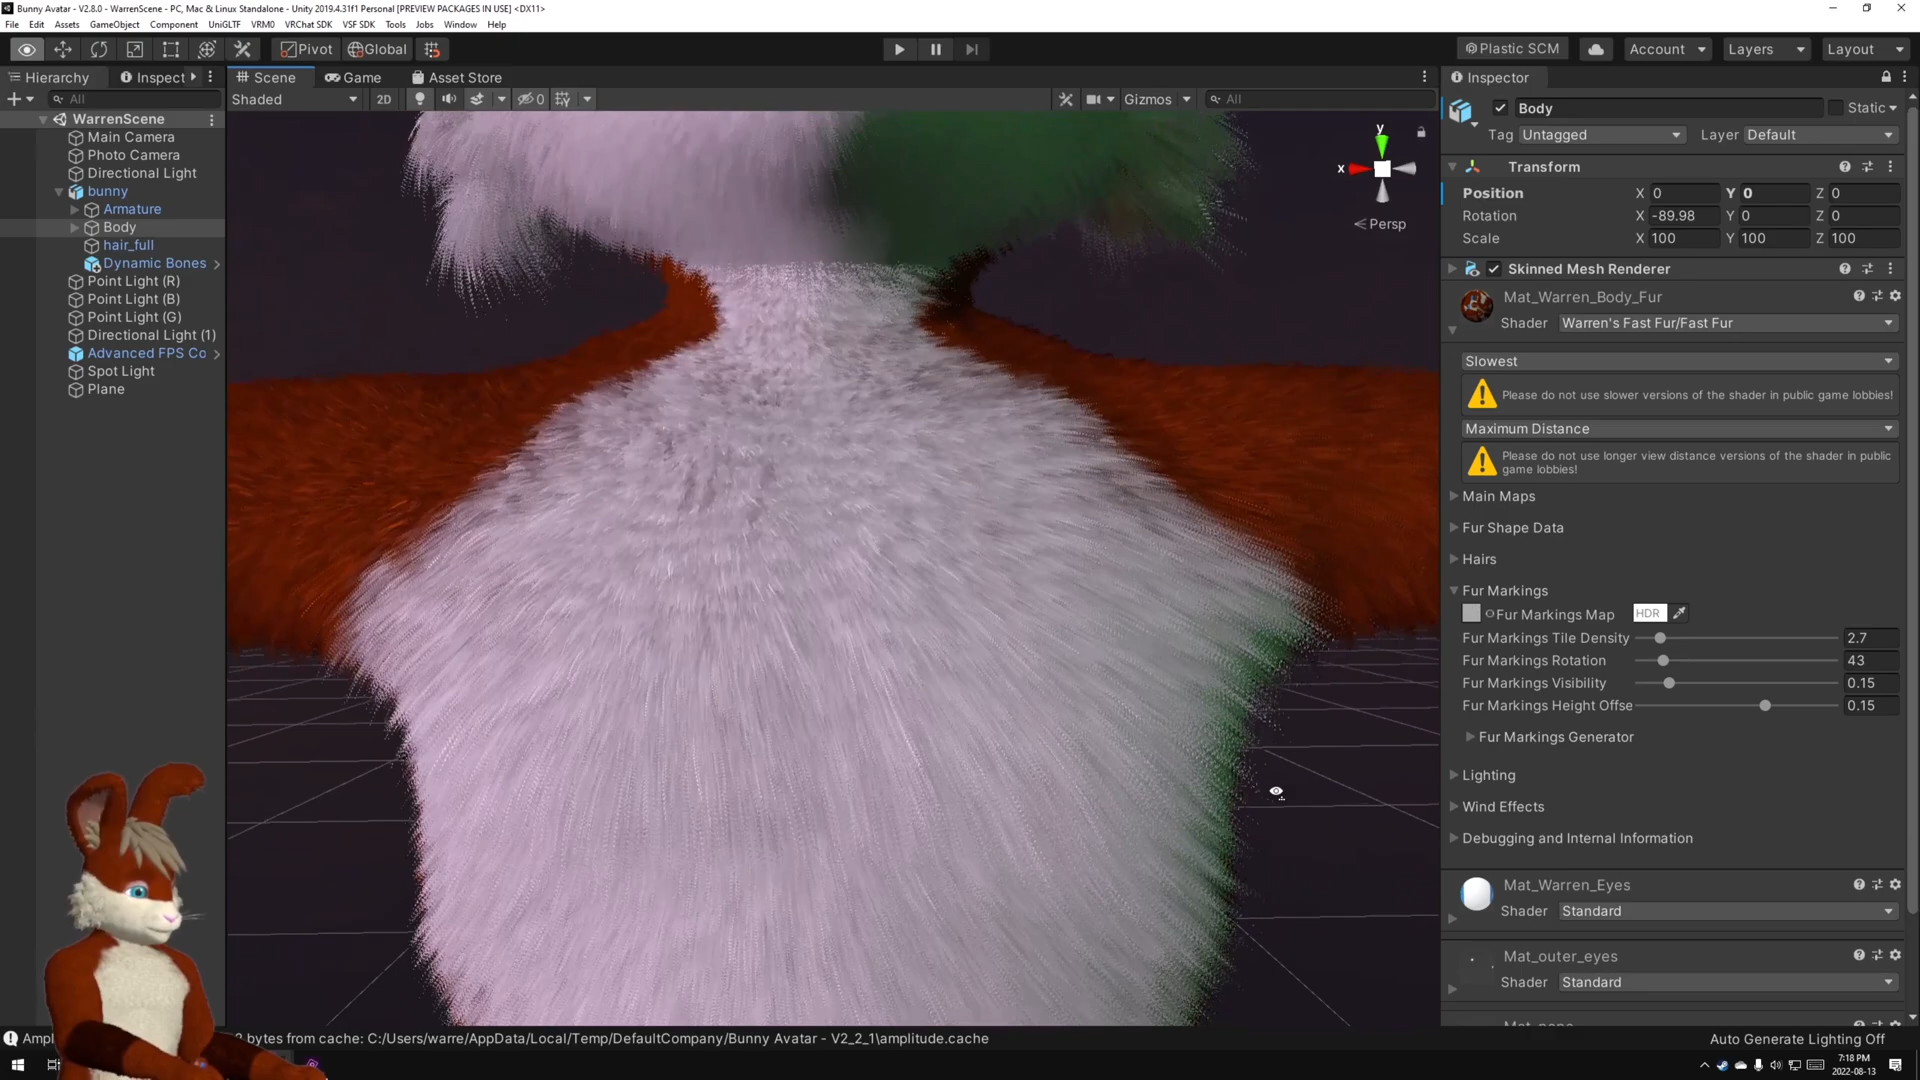 Bunny Avatar - V2.8.0 - WarrenScene - PC, Mac & Linux Standalone - Unity 2019.4.31f1 Personal [PREVIEW PACKAGES IN USE] <DX11>
File Edit Assets GameObject Component UniGLTF VRM0 VRChat SDK VSF SDK Tools Jobs Window Help
Pivot Global Plastic SCM Account Layers Layout
Hierarchy Inspect Scene Game Asset Store Inspector
All Shaded 2D 0 Gizmos All
WarrenScene
Main Camera
Photo Camera
Directional Light
bunny
Armature
Body
hair_full
Dynamic Bones
Point Light (R)
Point Light (B)
Point Light (G)
Directional Light (1)
Advanced FPS Co
Spot Light
Plane
y
x
Persp
Body Static
Tag Untagged Layer Default
Transform
Position X 0 Y 0 Z 0
Rotation X -89.98 Y 0 Z 0
Scale X 100 Y 100 Z 100
Skinned Mesh Renderer
Mat_Warren_Body_Fur
Shader Warren's Fast Fur/Fast Fur
Slowest
Please do not use slower versions of the shader in public game lobbies!
Maximum Distance
Please do not use longer view distance versions of the shader in public
game lobbies!
Main Maps
Fur Shape Data
Hairs
Fur Markings
Fur Markings Map HDR
Fur Markings Tile Density 2.7
Fur Markings Rotation 43
Fur Markings Visibility 0.15
Fur Markings Height Offse 0.15
Fur Markings Generator
Lighting
Wind Effects
Debugging and Internal Information
Mat_Warren_Eyes
Shader Standard
Mat_outer_eyes
Shader Standard
Ampl 2 bytes from cache: C:/Users/warre/AppData/Local/Temp/DefaultCompany/Bunny Avatar - V2_2_1\amplitude.cache
Auto Generate Lighting Off
7:18 PM
2022-08-13